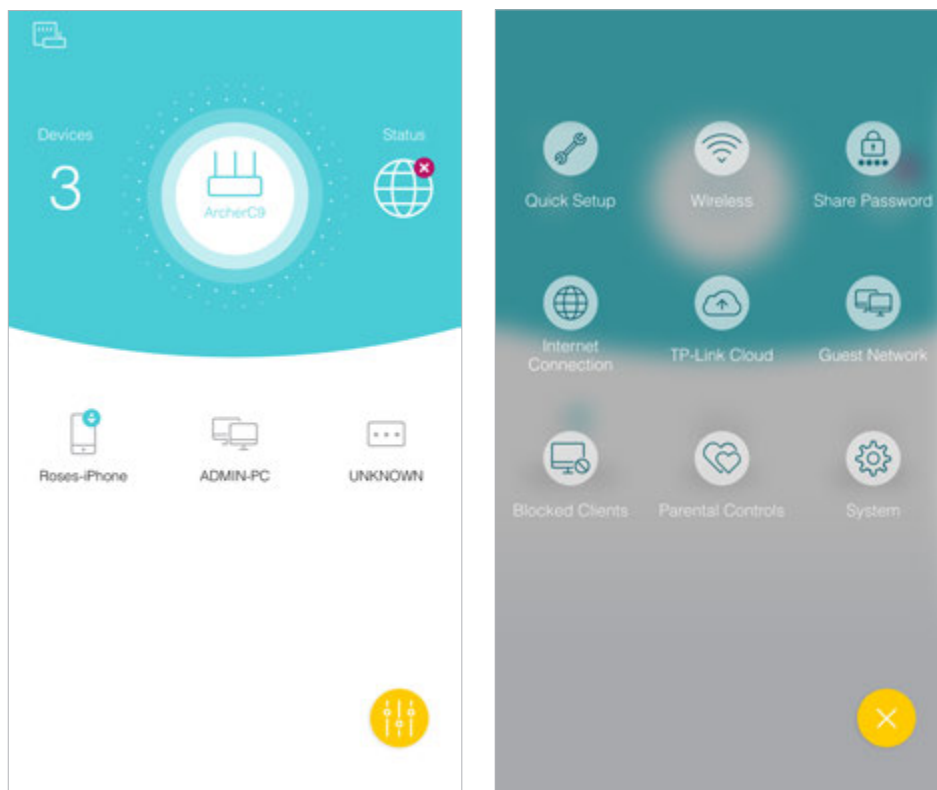 Devices
3
Status
ArcherC9
Roses-iPhone
ADMIN-PC
UNKNOWN
Quick Setup
Wireless
Share Password
Internet
Connection
TP-Link Cloud
Guest Network
Blocked Clients
Parental Controls
System